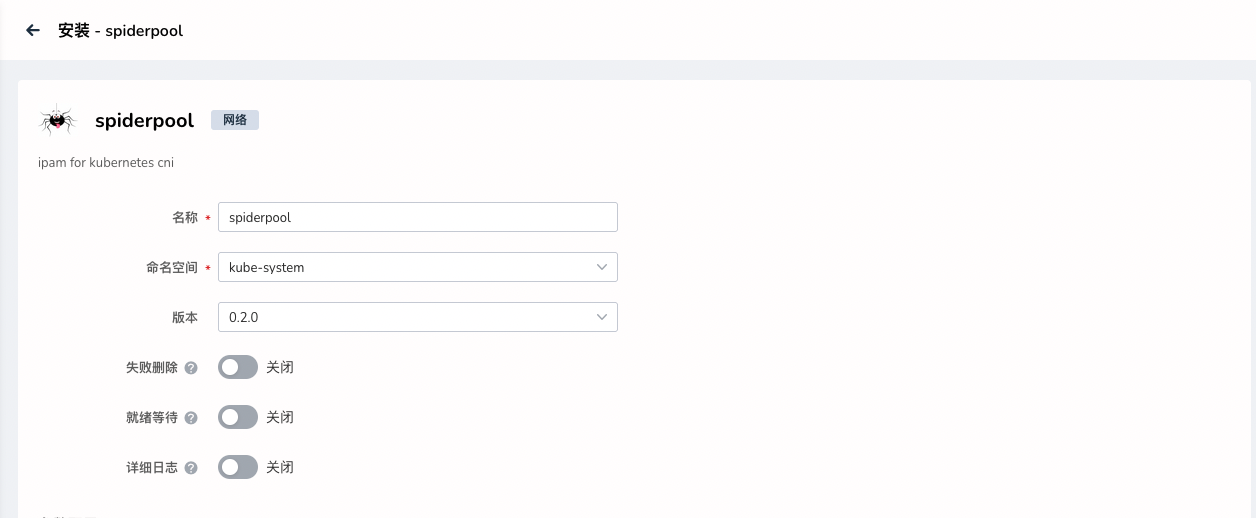 安装 - spiderpool
spiderpool 网络
ipam for kubernetes cni
名称 * spiderpool
命名空间 * kube-system
版本 0.2.0
失败删除 ? 关闭
就绪等待 ? 关闭
详细日志 ? 关闭